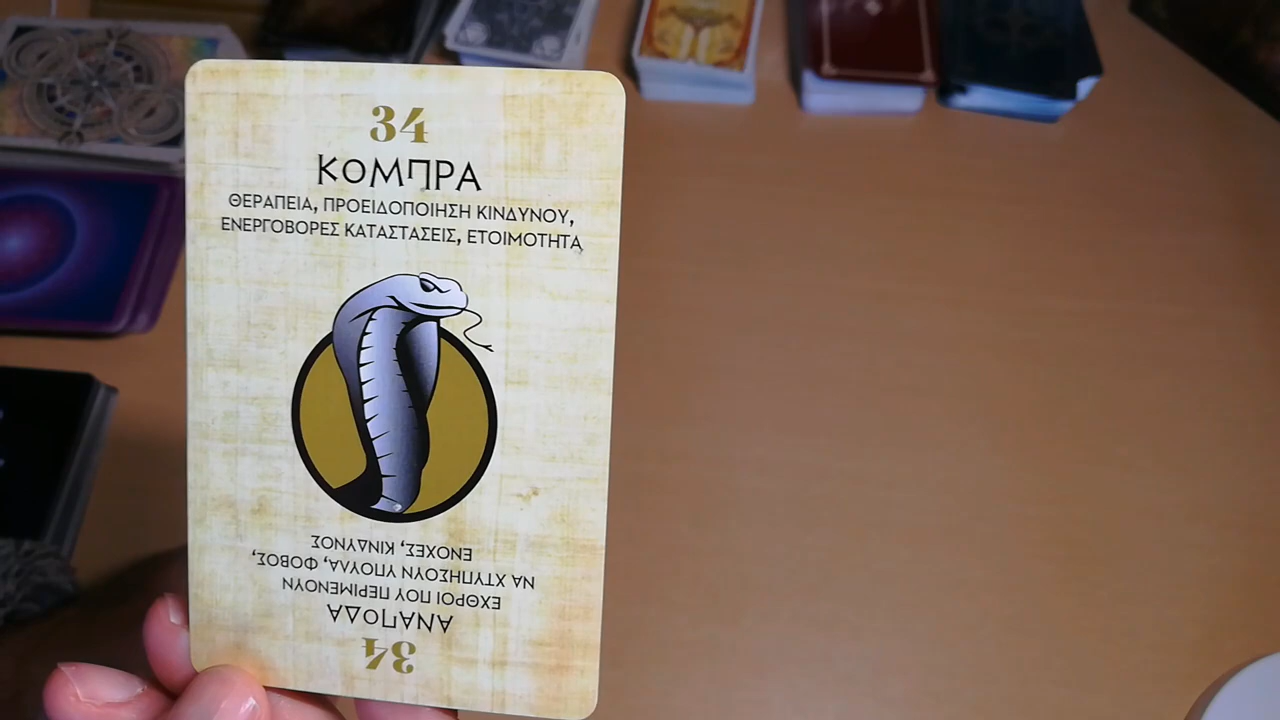 34
ΚΟΜΠΡΑ
ΘΕΡΑΠΕΙΑ, ΠΡΟΕΙΔΟΠΟΙΗΣΗ ΚΙΝΔΥΝΟΥ,
ΕΝΕΡΓΟΒΟΡΕΣ ΚΑΤΑΣΤΑΣΕΙΣ, ΕΤΟΙΜΟΤΗΤΑ
34
ΑΝΑΠΟΔΑ
ΕΧΘΡΟΙ ΠΟΥ ΠΕΡΙΜΕΝΟΥΝ
ΝΑ ΧΤΥΠΗΣΟΥΝ ΥΠΟΥΛΑ, ΦΟΒΟΣ,
ΕΝΟΧΕΣ, ΚΙΝΔΥΝΟΣ